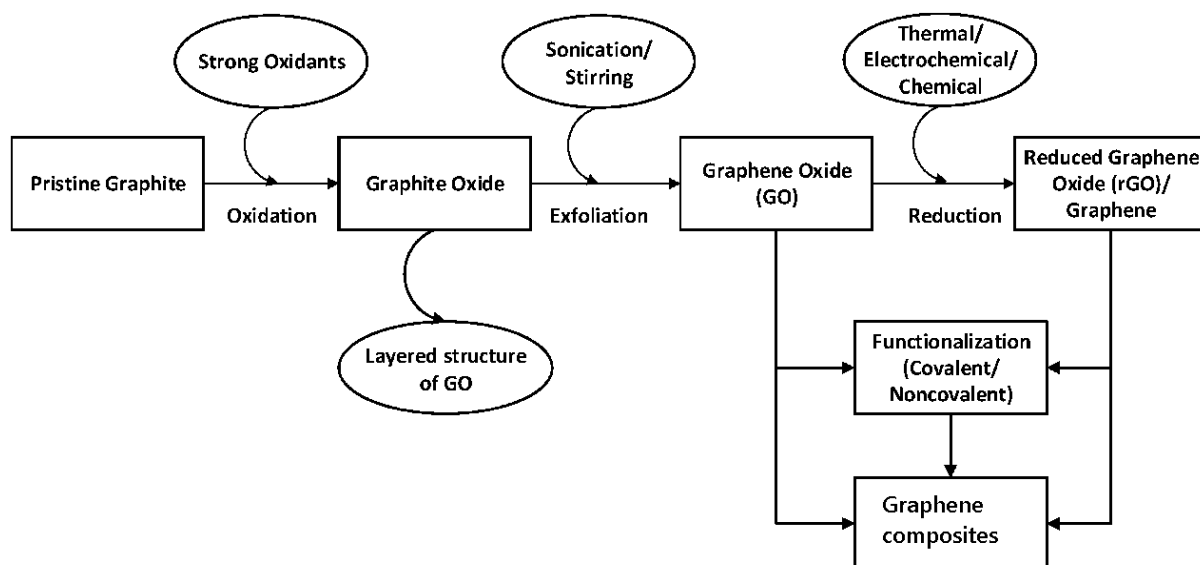 Strong Oxidants
Sonication/
Stirring
Thermal/
Electrochemical/
Chemical
Pristine Graphite
Oxidation
Graphite Oxide
Exfoliation
Graphene Oxide
(GO)
Reduction
Reduced Graphene
Oxide (rGO)/
Graphene
Layered structure
of GO
Functionalization
(Covalent/
Noncovalent)
Graphene
composites